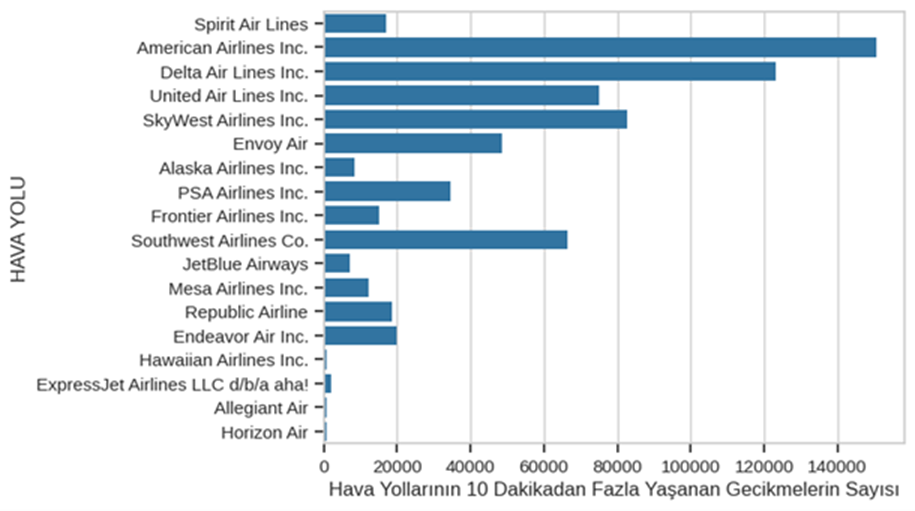 Spirit Air Lines
American Airlines Inc.
Delta Air Lines Inc.
United Air Lines Inc.
SkyWest Airlines Inc.
Envoy Air
Alaska Airlines Inc.
PSA Airlines Inc.
Frontier Airlines Inc.
Southwest Airlines Co.
JetBlue Airways
Mesa Airlines Inc.
Republic Airline
Endeavor Air Inc.
Hawaiian Airlines Inc.
ExpressJet Airlines LLC d/b/a aha!
Allegiant Air
Horizon Air
HAVA YOLU
0 20000 40000 60000 80000 100000 120000 140000
Hava Yollarının 10 Dakikadan Fazla Yaşanan Gecikmelerin Sayısı